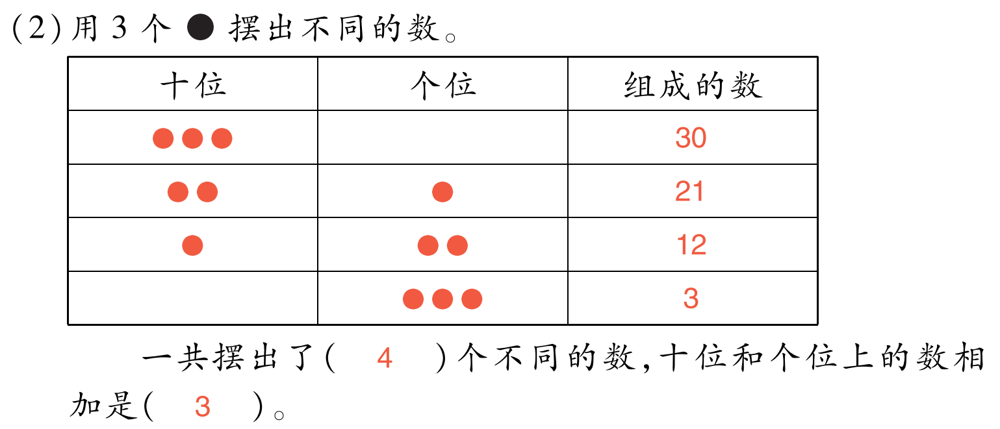 (2)用3个●摆出不同的数。
十位 个位 组成的数
30
21
12
3
一共摆出了( 4 )个不同的数,十位和个位上的数相
加是( 3 )。